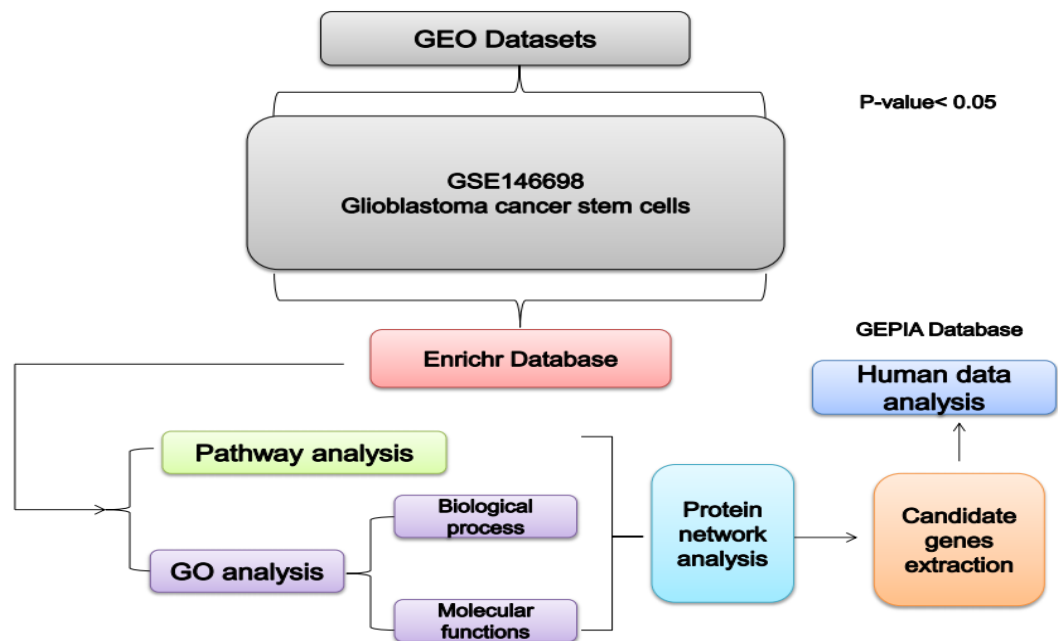 GEO Datasets
P-value< 0.05
GSE146698
Glioblastoma cancer stem cells
Enrichr Database
GEPIA Database
Human data
analysis
Pathway analysis
GO analysis
Biological
process
Molecular
functions
Protein
network
analysis
Candidate
genes
extraction